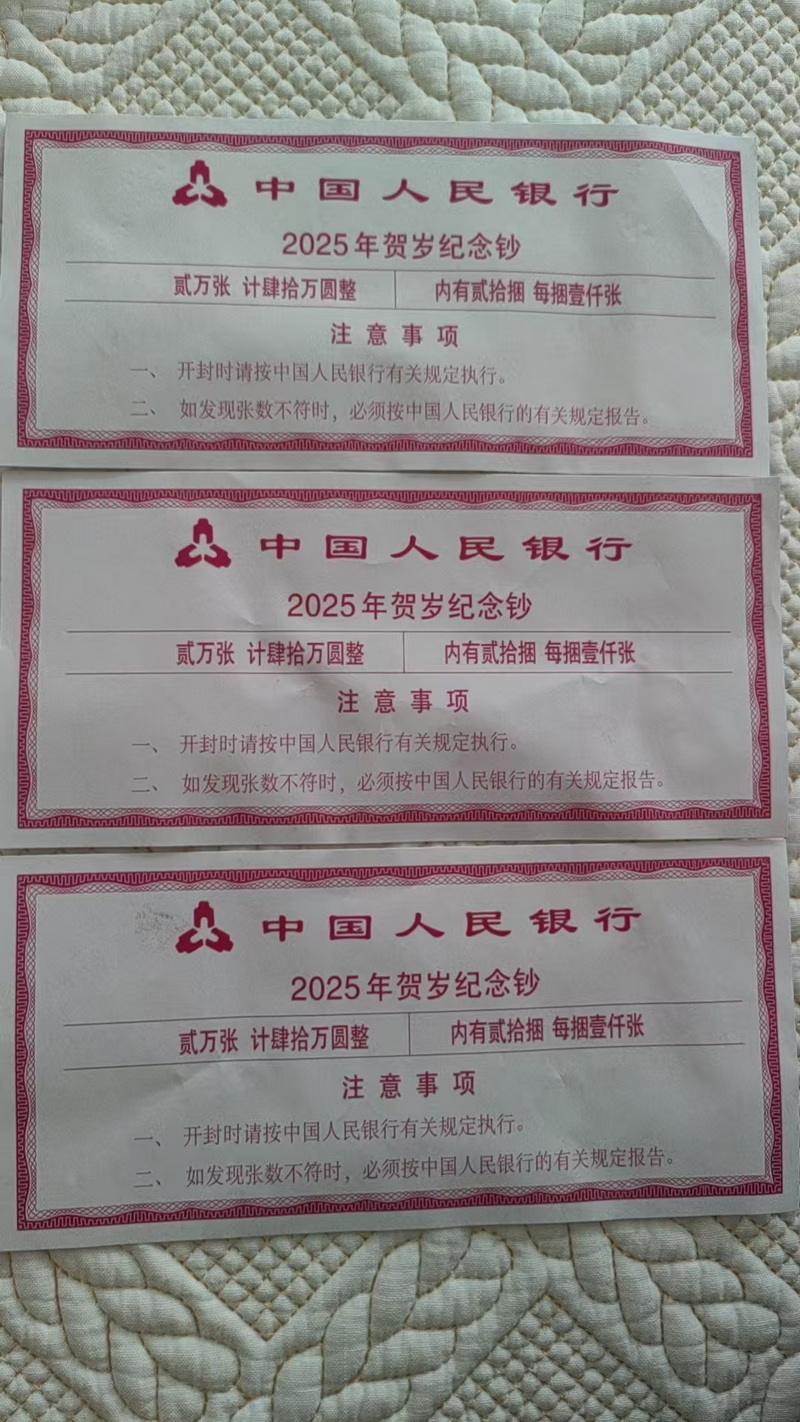 中国人民银行
2025年贺岁纪念钞
贰万张 计肆拾万圆整 内有贰拾捆 每捆壹仟张
注意事项
一、 开封时请按中国人民银行有关规定执行。
二、 如发现张数不符时，必须按中国人民银行的有关规定报告。
中国人民银行
2025年贺岁纪念钞
贰万张 计肆拾万圆整 内有贰拾捆 每捆壹仟张
注意事项
一、 开封时请按中国人民银行有关规定执行。
二、 如发现张数不符时，必须按中国人民银行的有关规定报告。
中国人民银行
2025年贺岁纪念钞
贰万张 计肆拾万圆整 内有贰拾捆 每捆壹仟张
注意事项
一、 开封时请按中国人民银行有关规定执行。
二、 如发现张数不符时，必须按中国人民银行的有关规定报告。